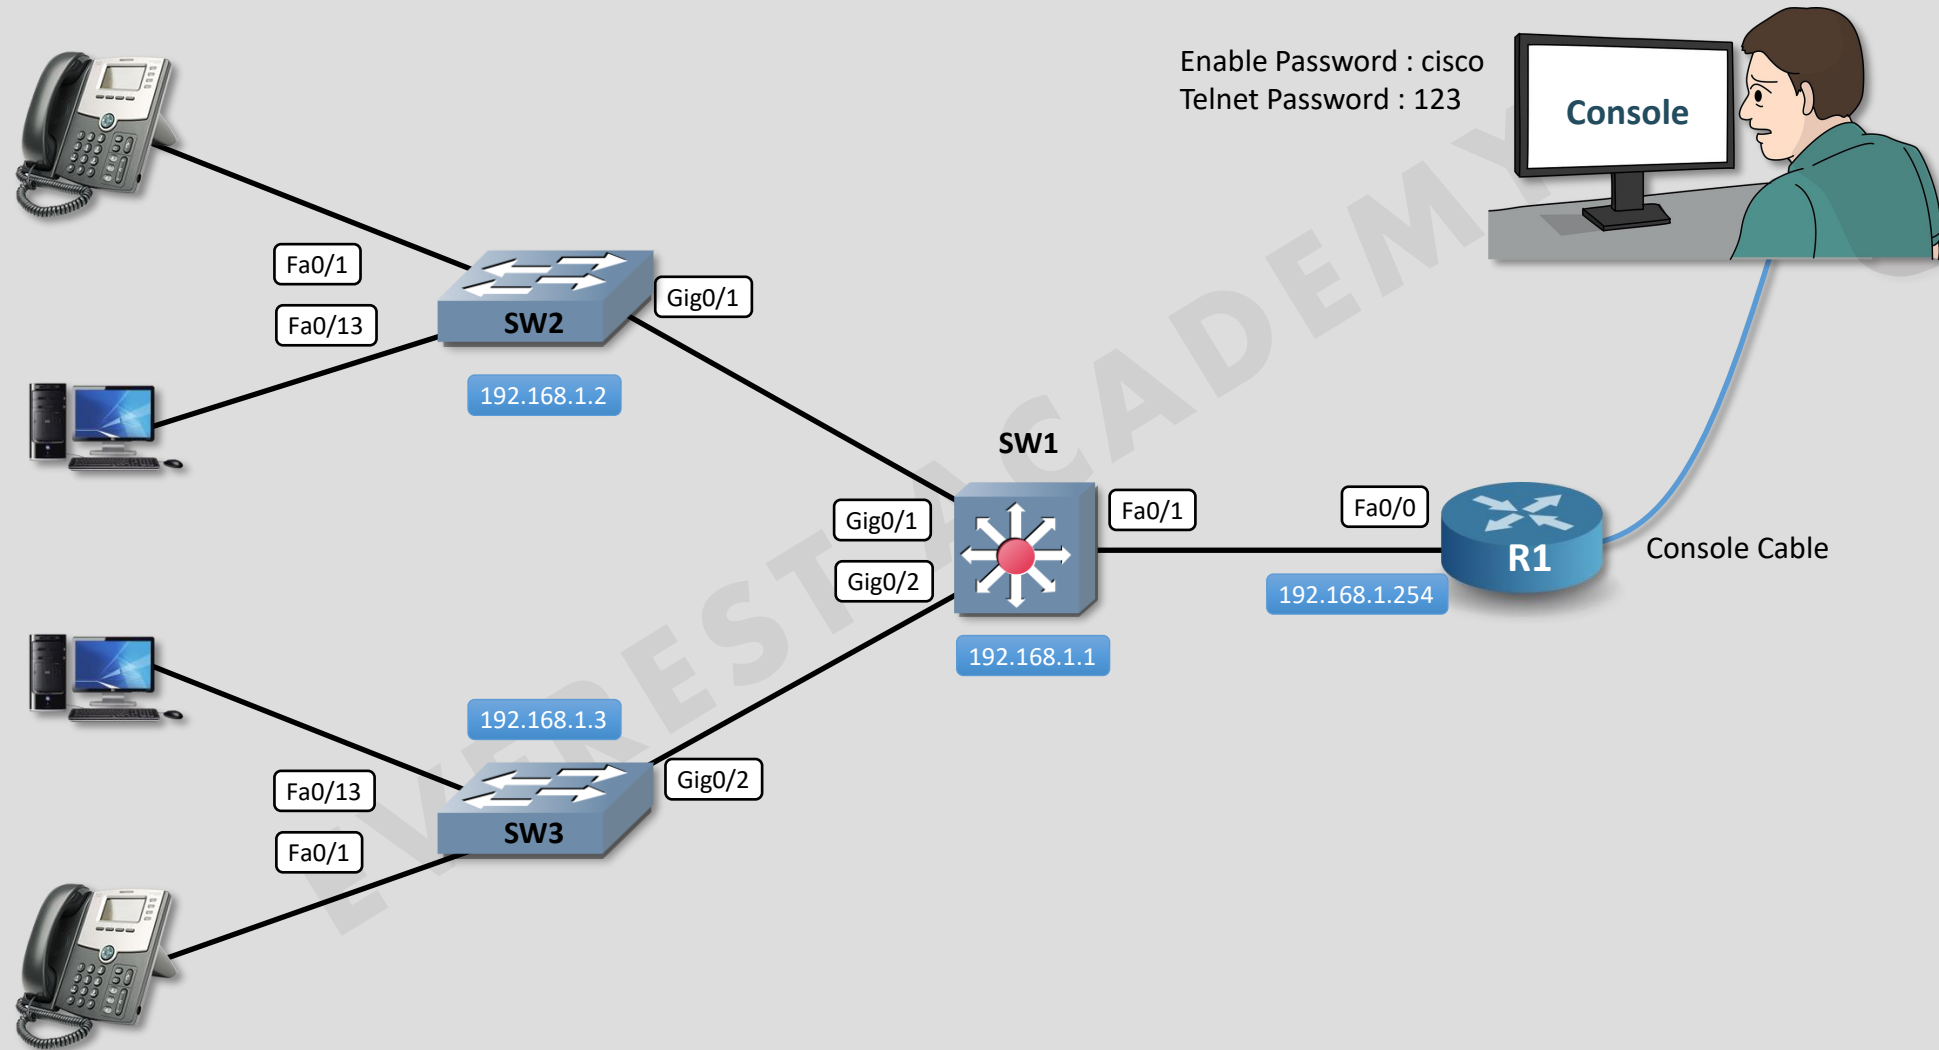 Enable Password : cisco
Telnet Password : 123
Console
Fa0/1
Gig0/1
Fa0/13
SW2
192.168.1.2
SW1
Gig0/1
Fa0/1
Fa0/0
R1
Console Cable
Gig0/2
192.168.1.254
192.168.1.1
192.168.1.3
Gig0/2
Fa0/13
SW3
Fa0/1
EVEREST ACADEMY